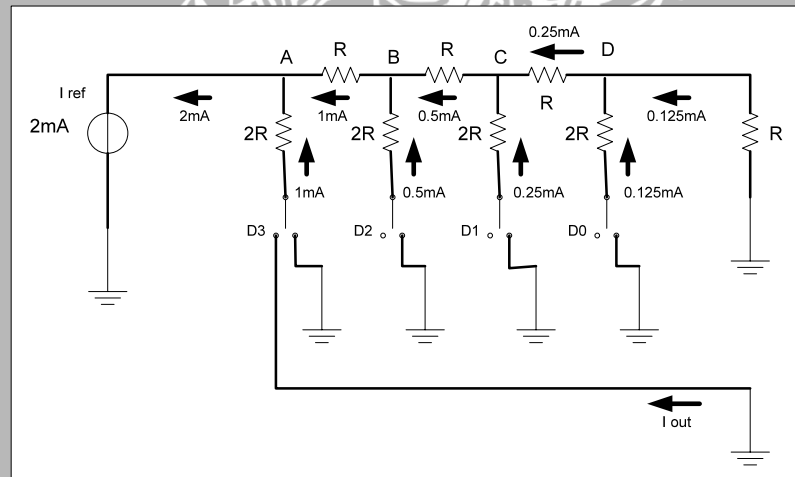 0.25mA
A R B R C D
R
I ref
2mA
2mA
1mA
0.5mA
0.125mA
2R
2R
2R
2R
R
1mA
0.5mA
0.25mA
0.125mA
D3
D2
D1
D0
I out